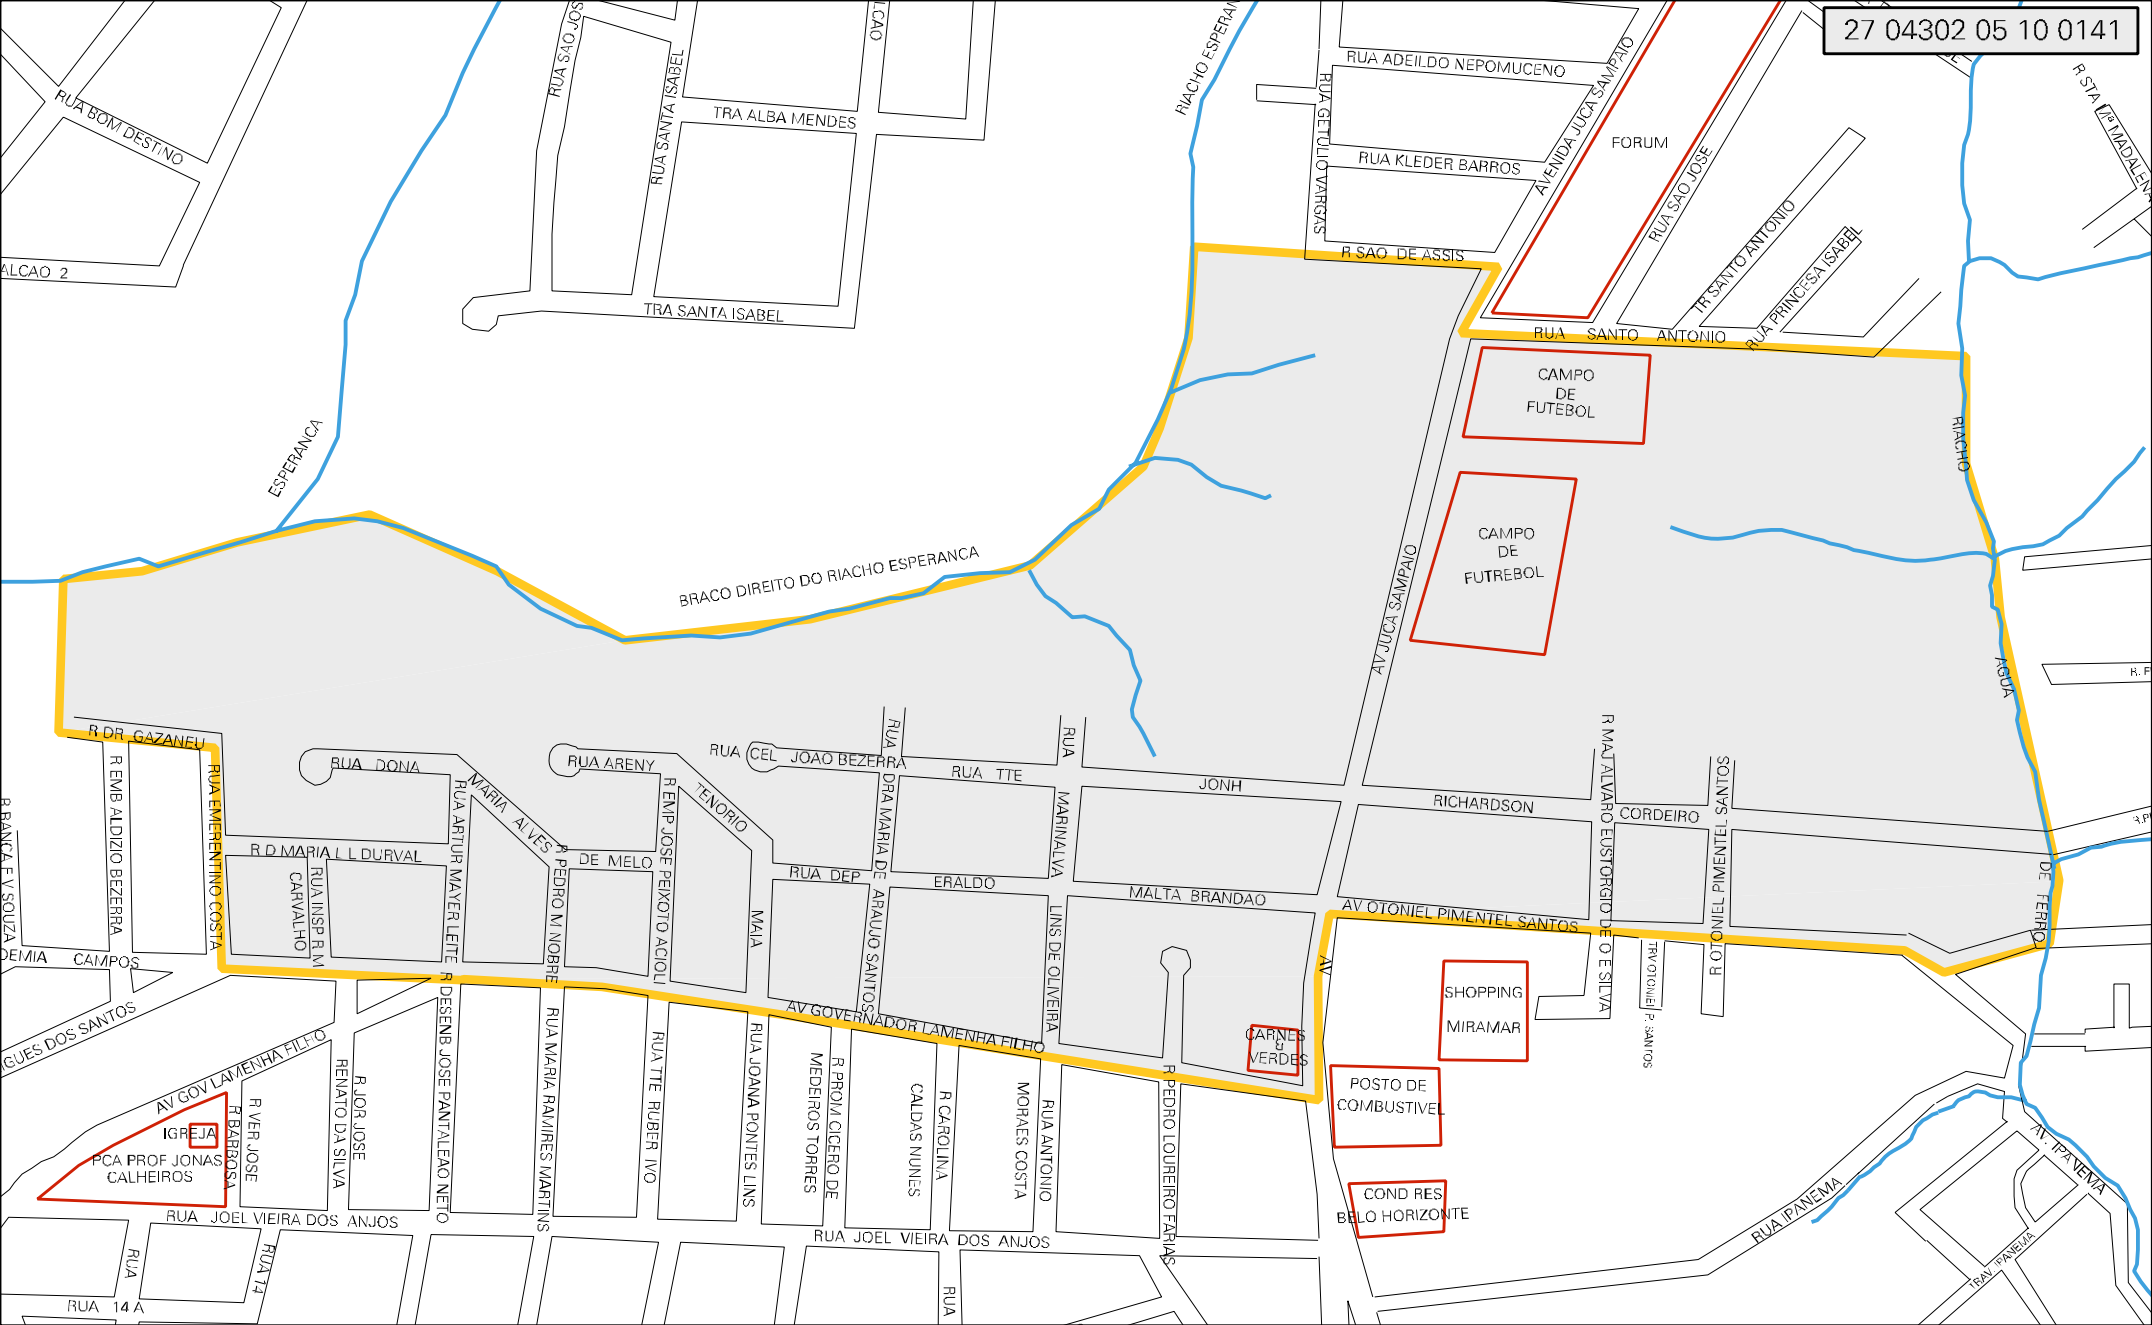 27 04302 05 10 0141
RUA BOM DESTINO
ALCAO 2
RUA SAO JOS
RUA SANTA ISABEL
LCAO
TRA ALBA MENDES
TRA SANTA ISABEL
RIACHO ESPERAN
RUA GETULIO VARGAS
RUA ADEILDO NEPOMUCENO
RUA KLEDER BARROS
AVENIDA JUCA SAMPAIO
FORUM
RUA SAO JOSE
TR SANTO ANTONIO
RUA PRINCESA ISABEL
R STA Mª MADALENA
R SAO DE ASSIS
RUA SANTO ANTONIO
CAMPO
DE
FUTEBOL
CAMPO
DE
FUTREBOL
RIACHO
AGUA
DE FERRO
ESPERANCA
BRACO DIREITO DO RIACHO ESPERANCA
AV JUCA SAMPAIO
R. F
R.P
R DR GAZANEU
RUA DONA
MARIA ALVES
DE MELO
RUA ARENY
TENORIO
MAIA
RUA CEL JOAO BEZERRA
RUA TTE
JONH
RICHARDSON
CORDEIRO
RUA
DRA MARIA DE ARAUJO SANTOS
RUA
MARINALVA
LINS DE OLIVEIRA
R MAJ ALVARO EUSTORGIO DE O E SILVA
R OTONIEL PIMENTEL SANTOS
R EMB ALDIZIO BEZERRA
RUA EMERENTINO COSTA
R D MARIA L L DURVAL
RUA INSP R M
CARVALHO
RUA ARTUR MAYER LEITE
R PEDRO M NOBRE
R EMP JOSE PEIXOTO ACIOLI
RUA DEP
ERALDO
MALTA BRANDAO
AV OTONIEL PIMENTEL SANTOS
AV
TRV OTONIEL P. SANTOS
R BANCA E V SOUZA
DEMIA CAMPOS
IGUES DOS SANTOS
AV GOV LAMENHA FILHO
AV GOVERNADOR LAMENHA FILHO
CARNES
VERDES
SHOPPING
MIRAMAR
POSTO DE
COMBUSTIVEL
COND RES
BELO HORIZONTE
IGREJA
PCA PROF JONAS
CALHEIROS
R BARBOSA
R VER JOSE
RENATO DA SILVA
R JOR JOSE
R DESENB JOSE PANTALEAO NETO
RUA MARIA RAMIRES MARTINS
RUA TTE RUBER IVO
RUA JOANA PONTES LINS
MEDEIROS TORRES
R PROM CICERO DE
CALDAS NUNES
R CAROLINA
MORAES COSTA
RUA ANTONIO
R PEDRO LOUREIRO FARIAS
RUA JOEL VIEIRA DOS ANJOS
RUA JOEL VIEIRA DOS ANJOS
RUA
RUA 14
RUA 14 A
RUA
RUA IPANEMA
AV. IPAVEMA
TRAV. IPANEMA